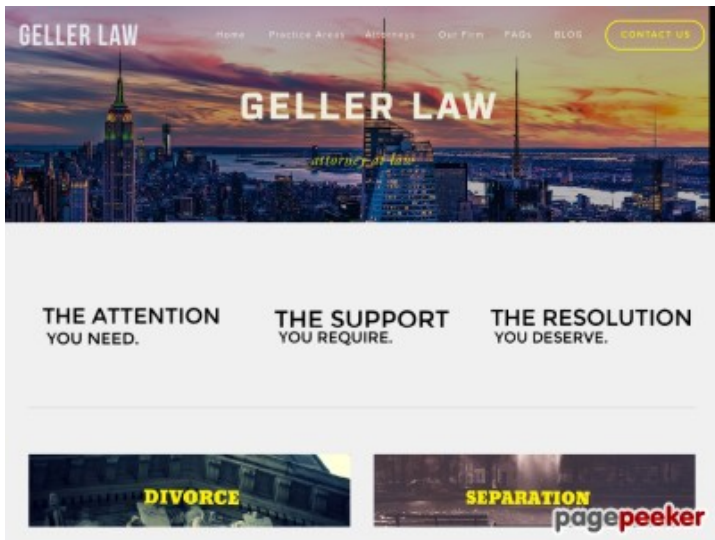 GELLER LAW
Home Practice Areas Attorneys Our Firm FAQs BLOG CONTACT US
GELLER LAW
attorney at law
THE ATTENTION
YOU NEED.
THE SUPPORT
YOU REQUIRE.
THE RESOLUTION
YOU DESERVE.
DIVORCE
SEPARATION
pagepeeker